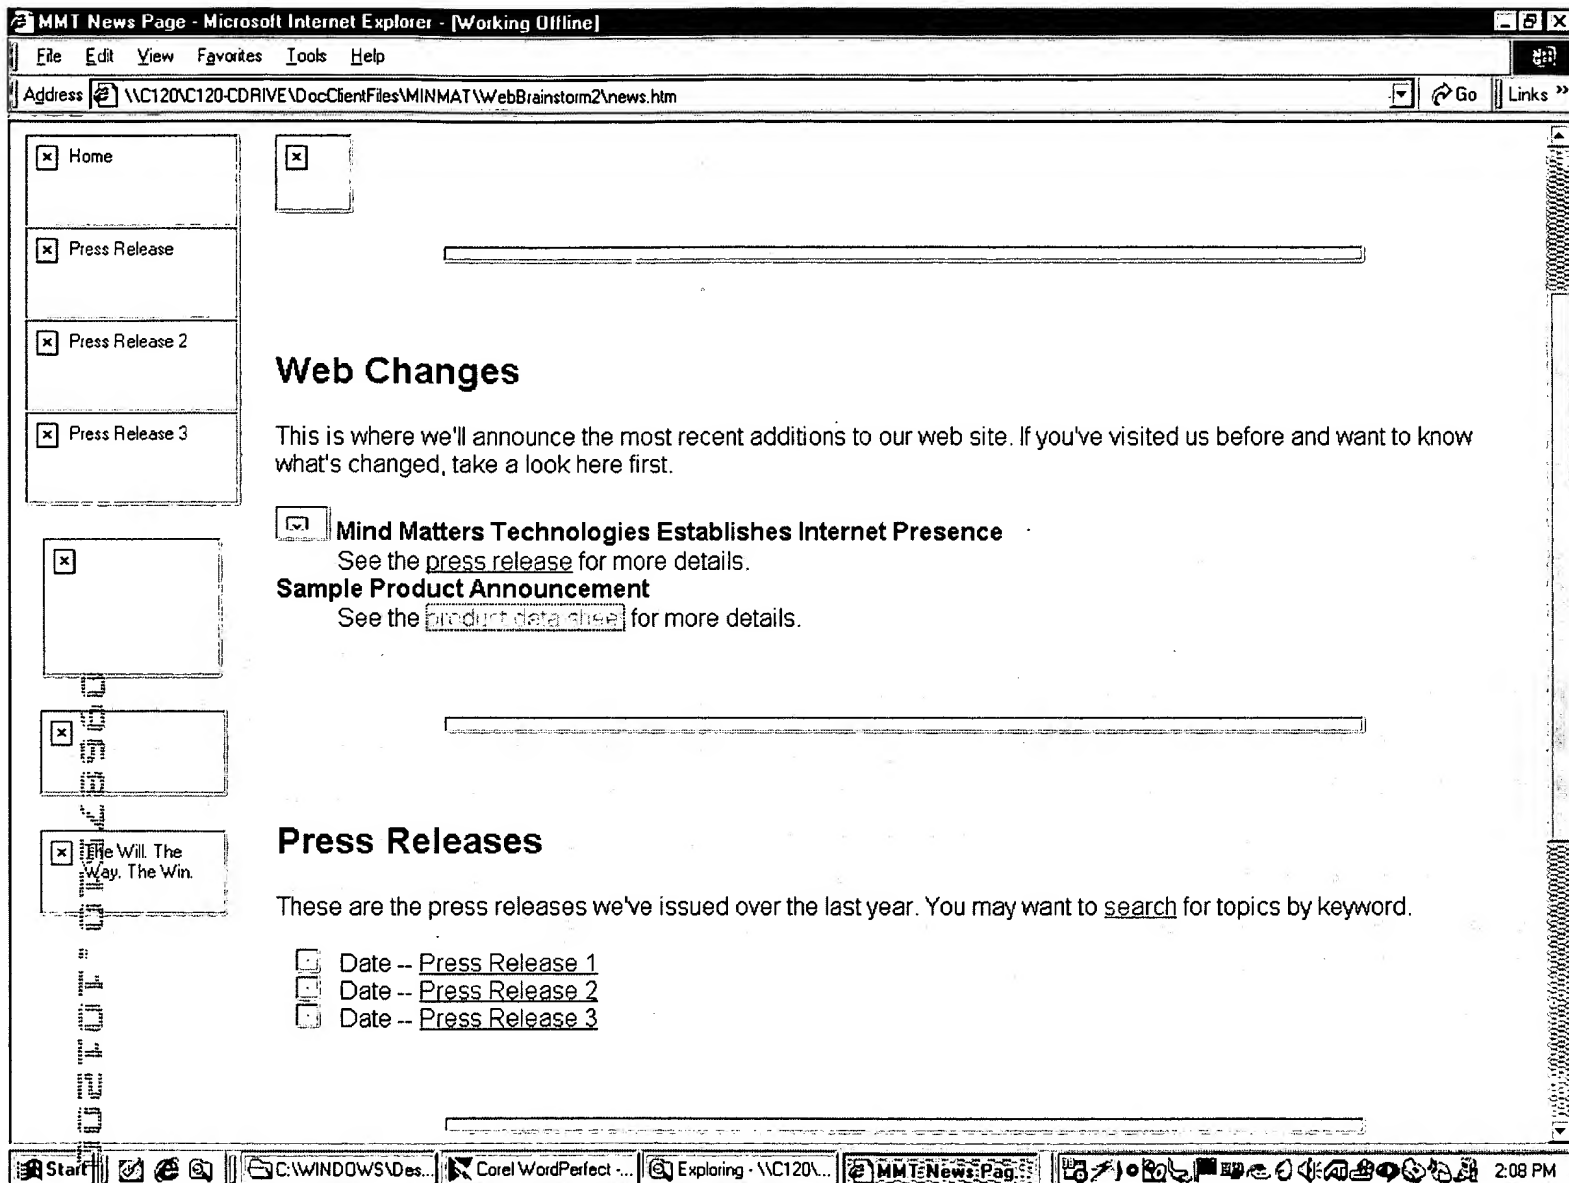 MMT News Page - Microsoft Internet Explorer - [Working Offline]
File Edit View Favorites Tools Help
Address \\C120\C120-CDRIVE\DocClientFiles\MINMAT\WebBrainstorm2\news.htm Go Links »
Home
Press Release
Press Release 2
Press Release 3
The Will. The
Way. The Win.
Web Changes
This is where we'll announce the most recent additions to our web site. If you've visited us before and want to know
what's changed, take a look here first.
Mind Matters Technologies Establishes Internet Presence
See the press release for more details.
Sample Product Announcement
See the product data sheet for more details.
Press Releases
These are the press releases we've issued over the last year. You may want to search for topics by keyword.
Date -- Press Release 1
Date -- Press Release 2
Date -- Press Release 3
Start C:\WINDOWS\Des... Corel WordPerfect -... Exploring - \\C120\... MMT News Pag... 2:08 PM